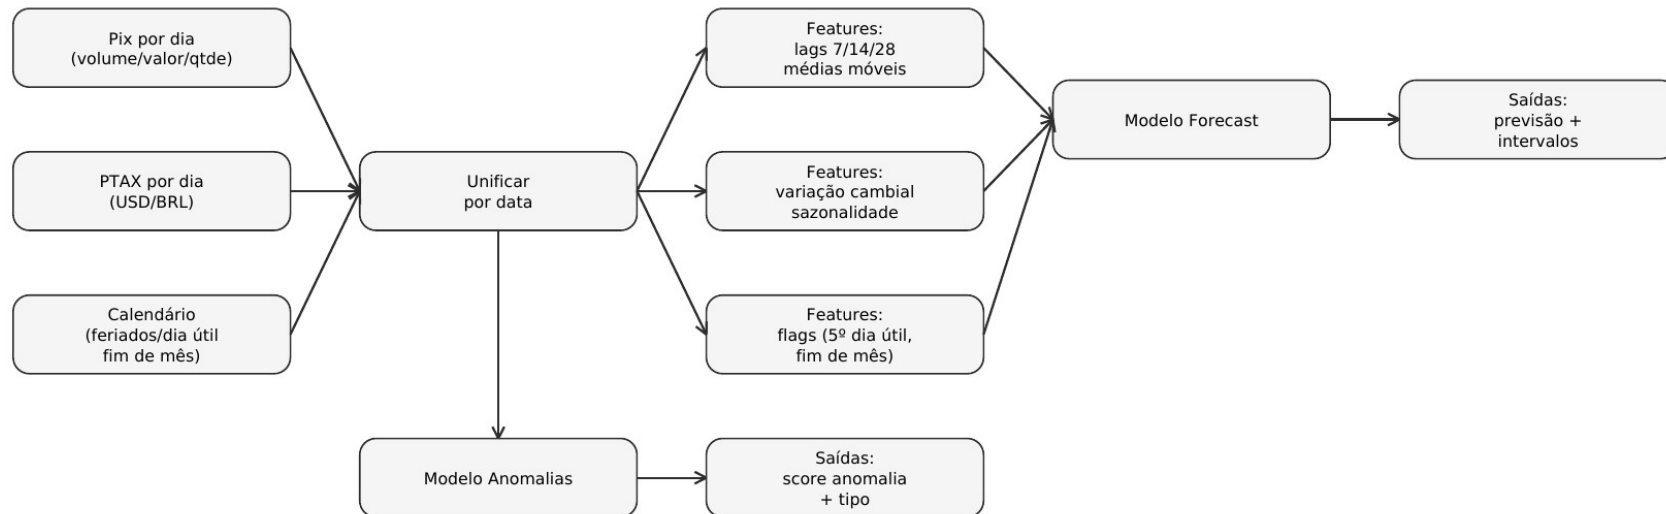 Pix por dia
(volume/valor/qtde)
PTAX por dia
(USD/BRL)
Calendário
(feriados/dia útil
fim de mês)
Unificar
por data
Features:
lags 7/14/28
médias móveis
Features:
variação cambial
sazonalidade
Features:
flags (5º dia útil,
fim de mês)
Modelo Forecast
Saídas:
previsão +
intervalos
Modelo Anomalias
Saídas:
score anomalia
+ tipo